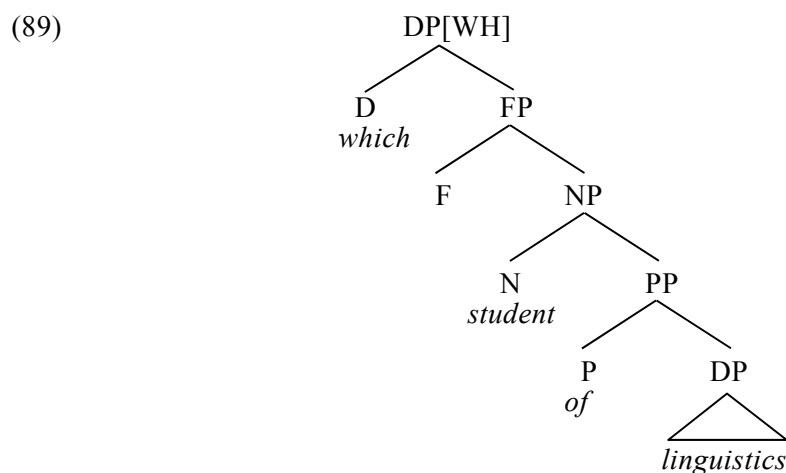 (89) DP[WH]
D FP
which
F NP
N PP
student
P DP
of
linguistics